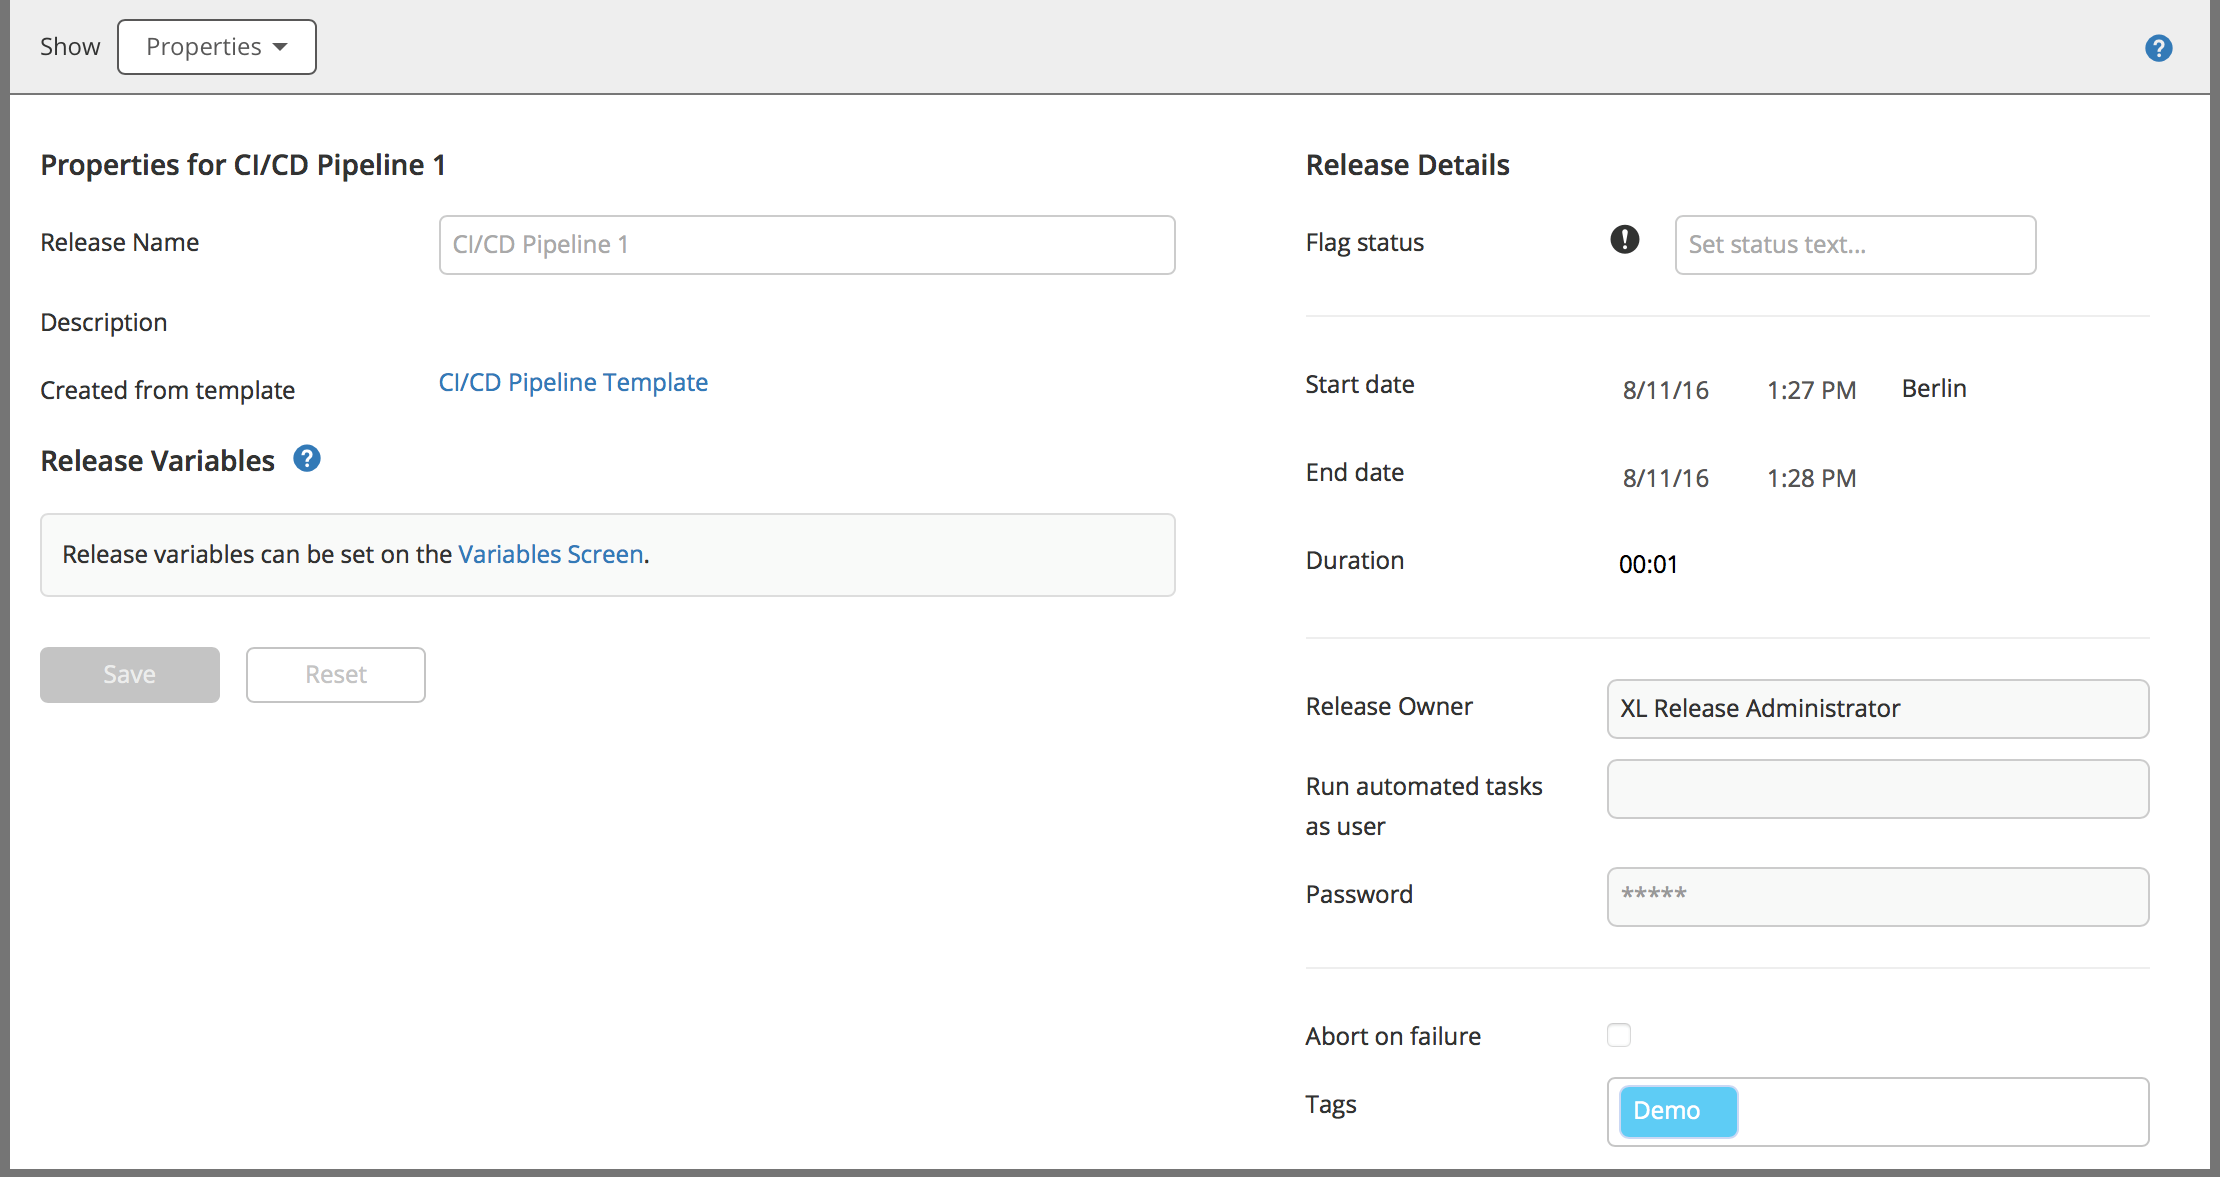 Show Properties ?
Properties for CI/CD Pipeline 1
Release Name CI/CD Pipeline 1
Description
Created from template CI/CD Pipeline Template
Release Variables ?
Release variables can be set on the Variables Screen.
Save Reset
Release Details
Flag status ! Set status text...
Start date 8/11/16 1:27 PM Berlin
End date 8/11/16 1:28 PM
Duration 00:01
Release Owner XL Release Administrator
Run automated tasks
as user
Password *****
Abort on failure
Tags Demo